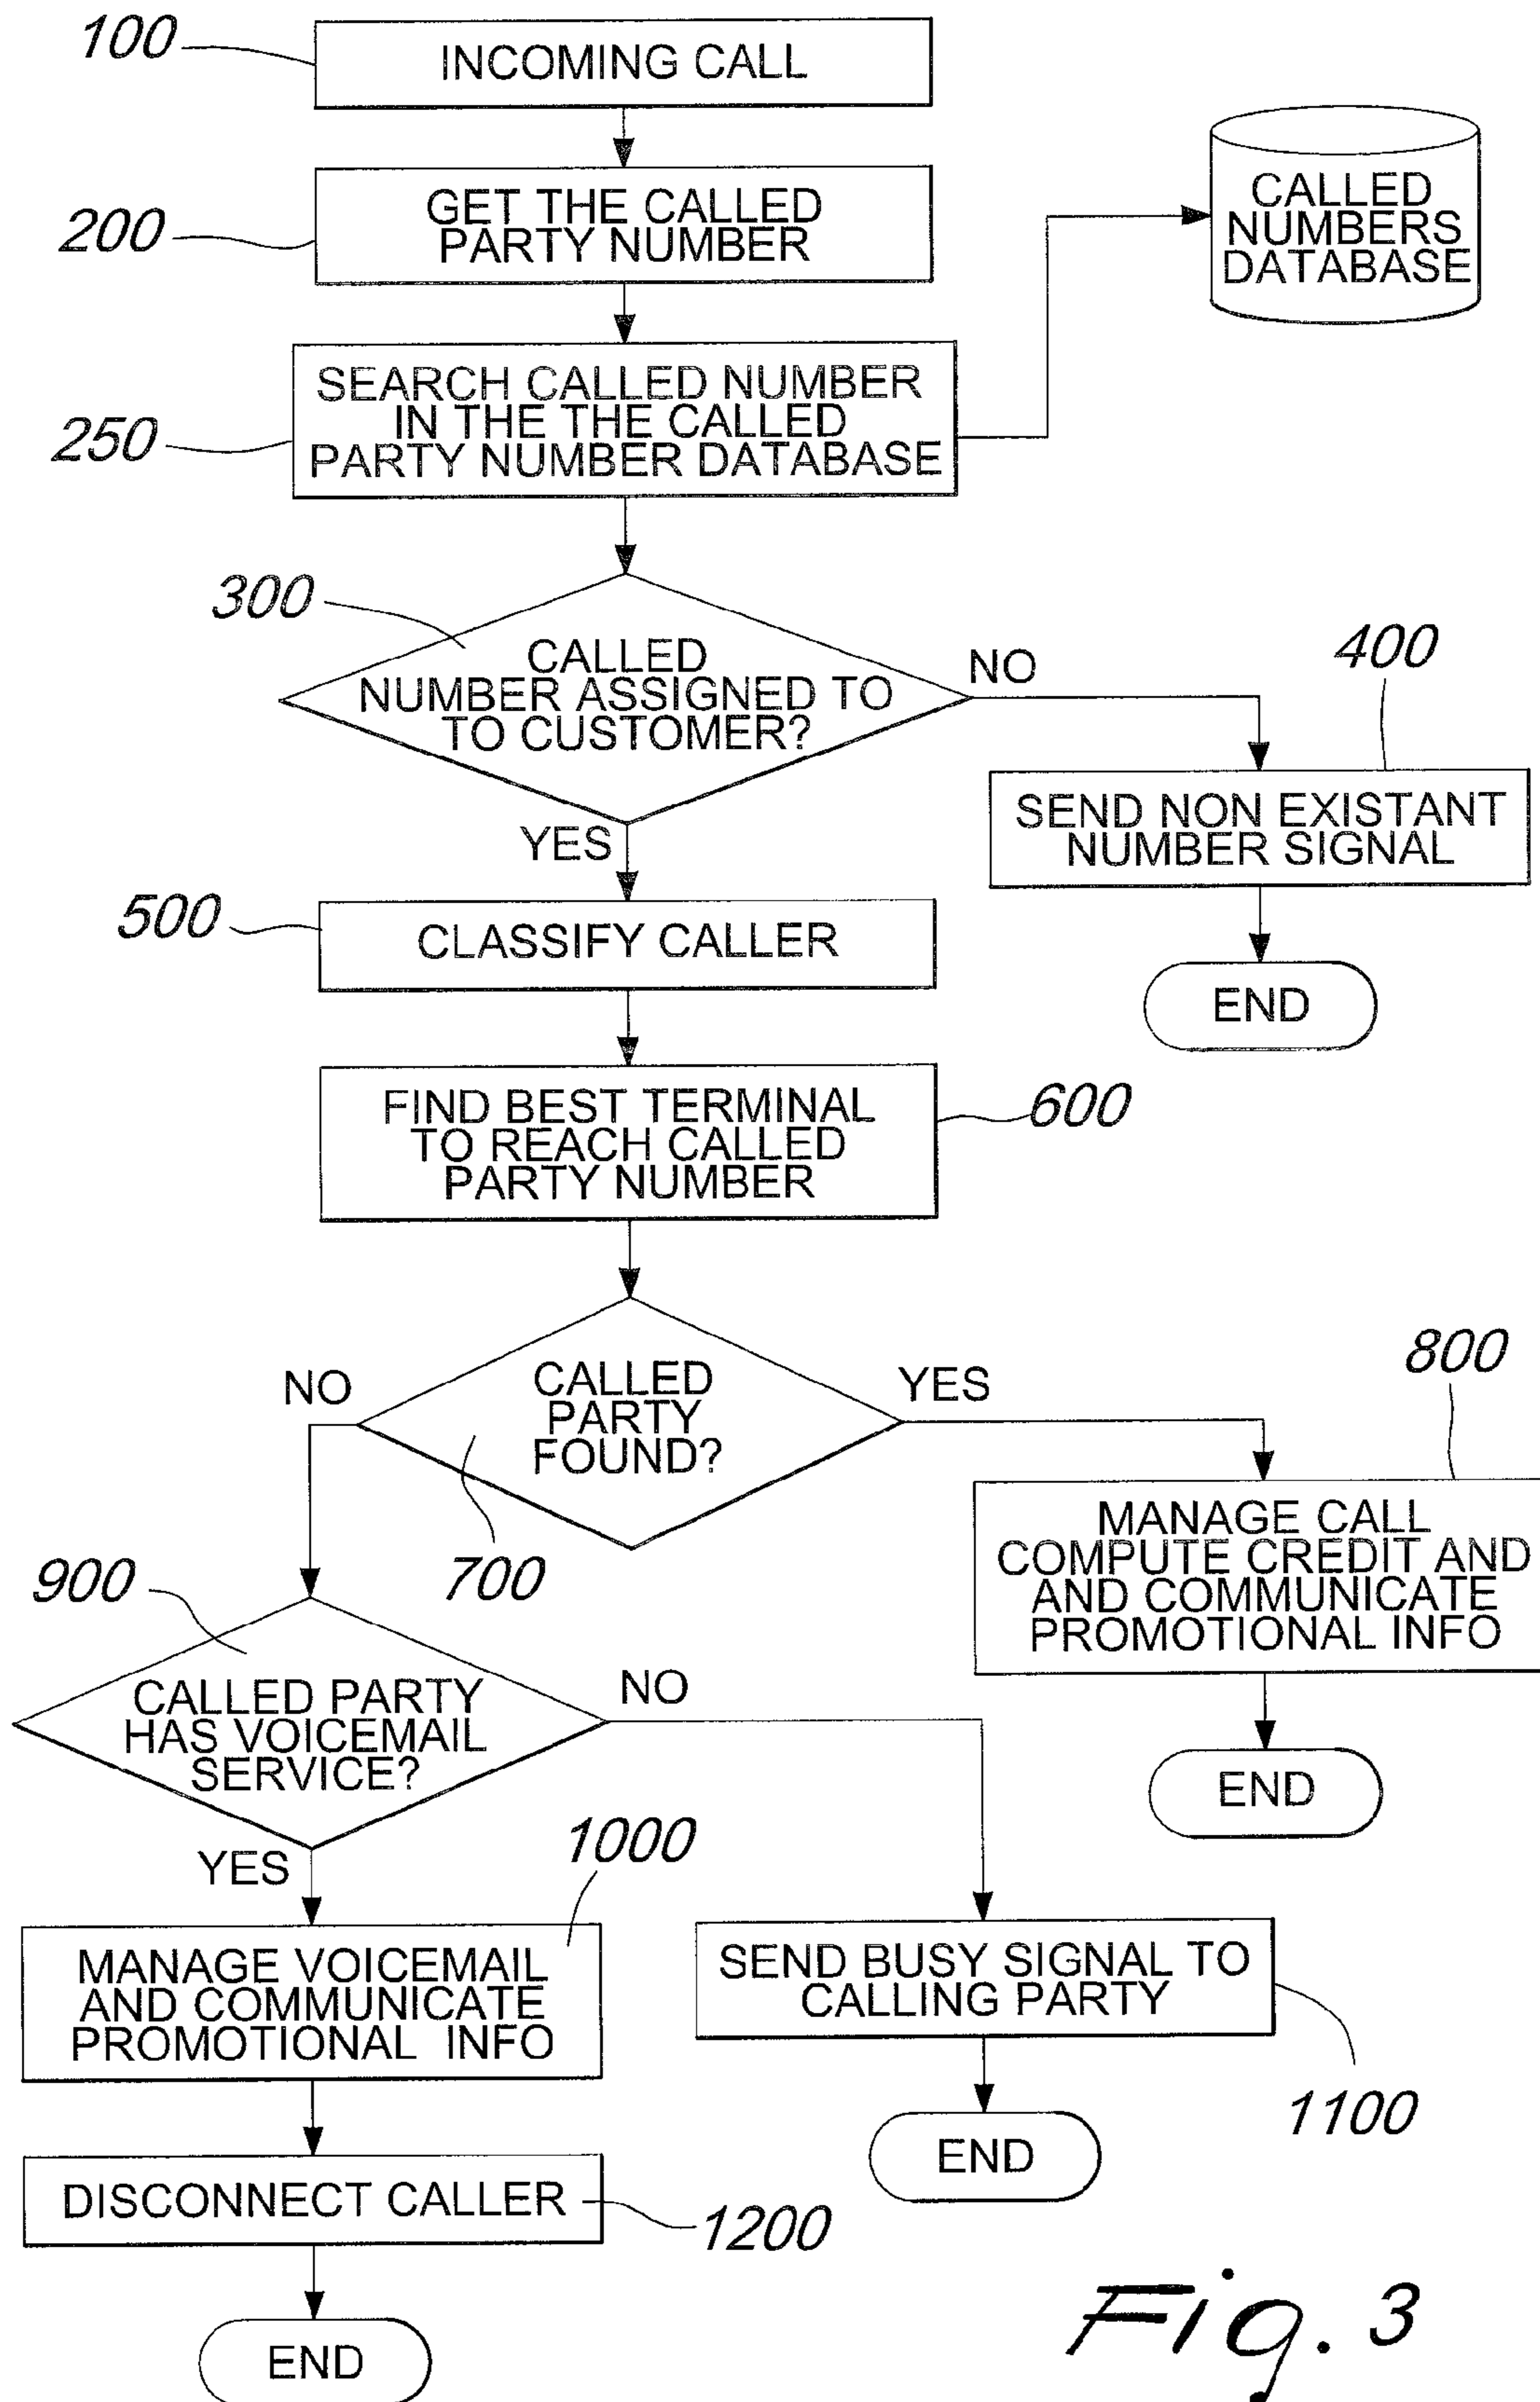 100
INCOMING CALL
200
GET THE CALLED
PARTY NUMBER
CALLED
NUMBERS
DATABASE
250
SEARCH CALLED NUMBER
IN THE THE CALLED
PARTY NUMBER DATABASE
300
CALLED
NUMBER ASSIGNED TO
TO CUSTOMER?
NO
400
SEND NON EXISTANT
NUMBER SIGNAL
END
YES
500
CLASSIFY CALLER
FIND BEST TERMINAL
TO REACH CALLED
PARTY NUMBER
600
NO
CALLED
PARTY
FOUND?
YES
700
800
MANAGE CALL
COMPUTE CREDIT AND
AND COMMUNICATE
PROMOTIONAL INFO
END
900
CALLED PARTY
HAS VOICEMAIL
SERVICE?
NO
YES
1000
MANAGE VOICEMAIL
AND COMMUNICATE
PROMOTIONAL INFO
SEND BUSY SIGNAL TO
CALLING PARTY
1100
END
DISCONNECT CALLER
1200
END
Fig. 3